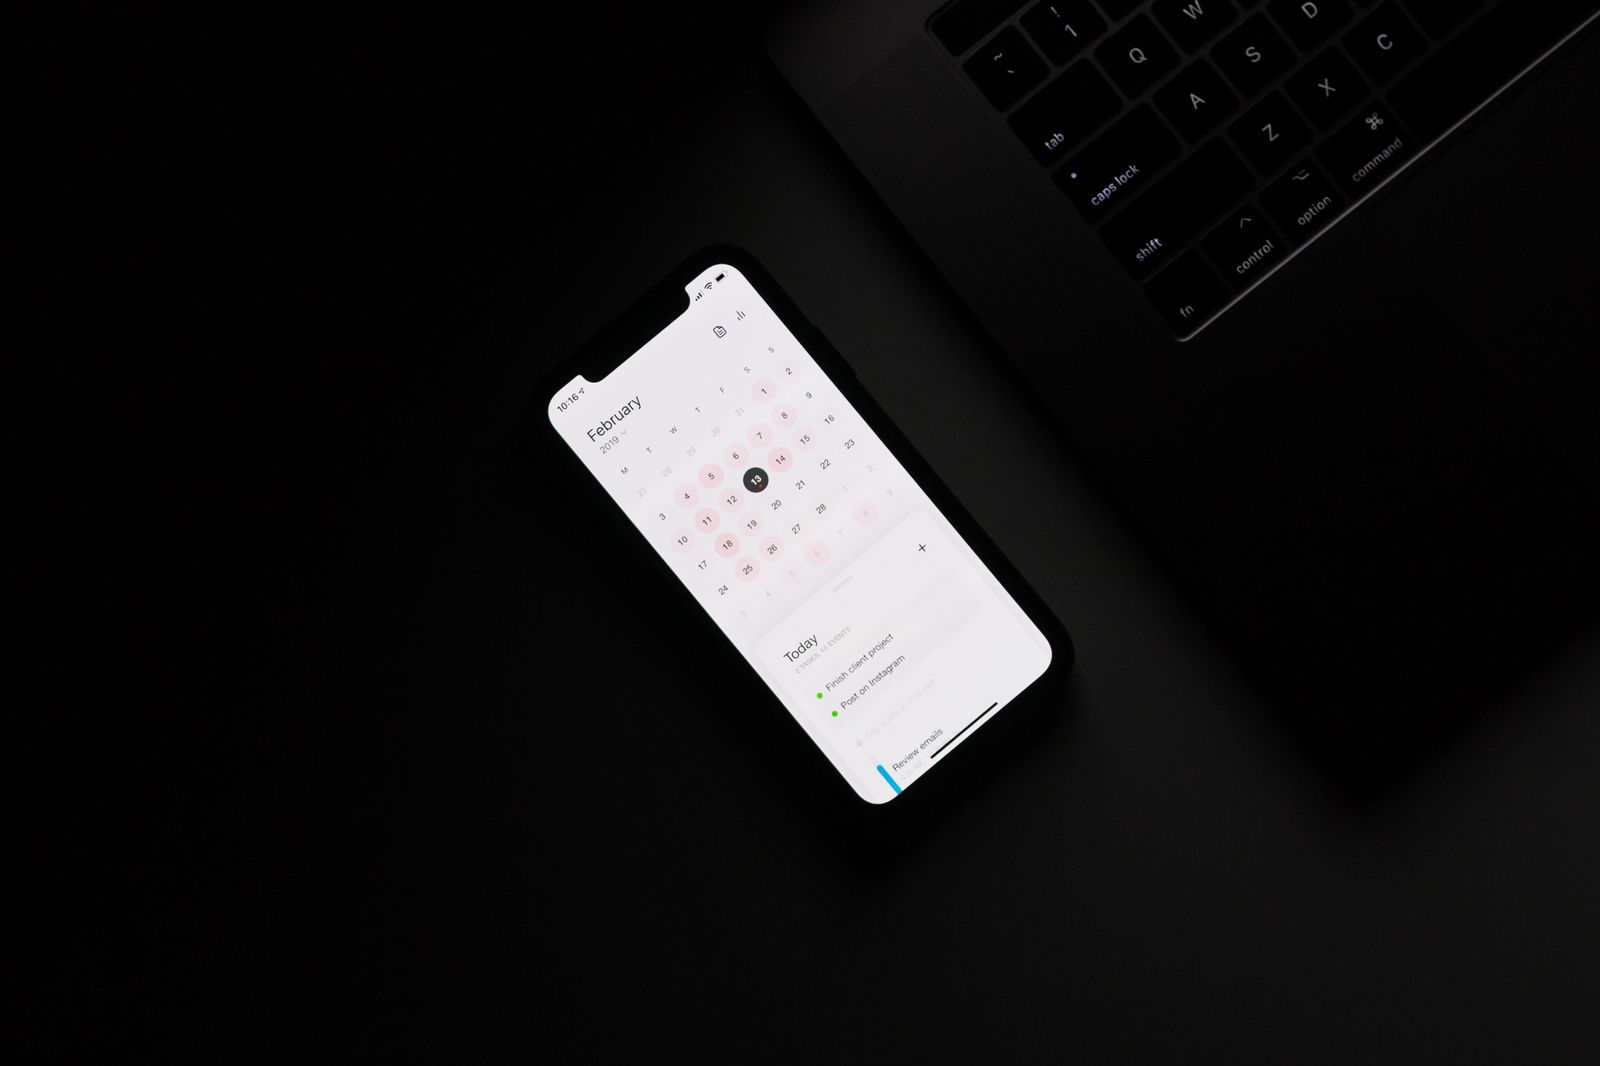 10:16
February
2019
M T W T F S S
27 28 29 30 31 1 2
3 4 5 6 7 8 9
10 11 12 13 14 15 16
17 18 19 20 21 22 23
24 25 26 27 28 1 2
3 4 5 6 7 8 9
+
Today
2 TASKS, 10 EVENTS
Finish client project
Post on Instagram
Day starts at 9:00 AM
Review emails
~ `
! 1
tab
Q
W
caps lock
A
S
D
shift
Z
X
C
fn
control
option
⌘
command